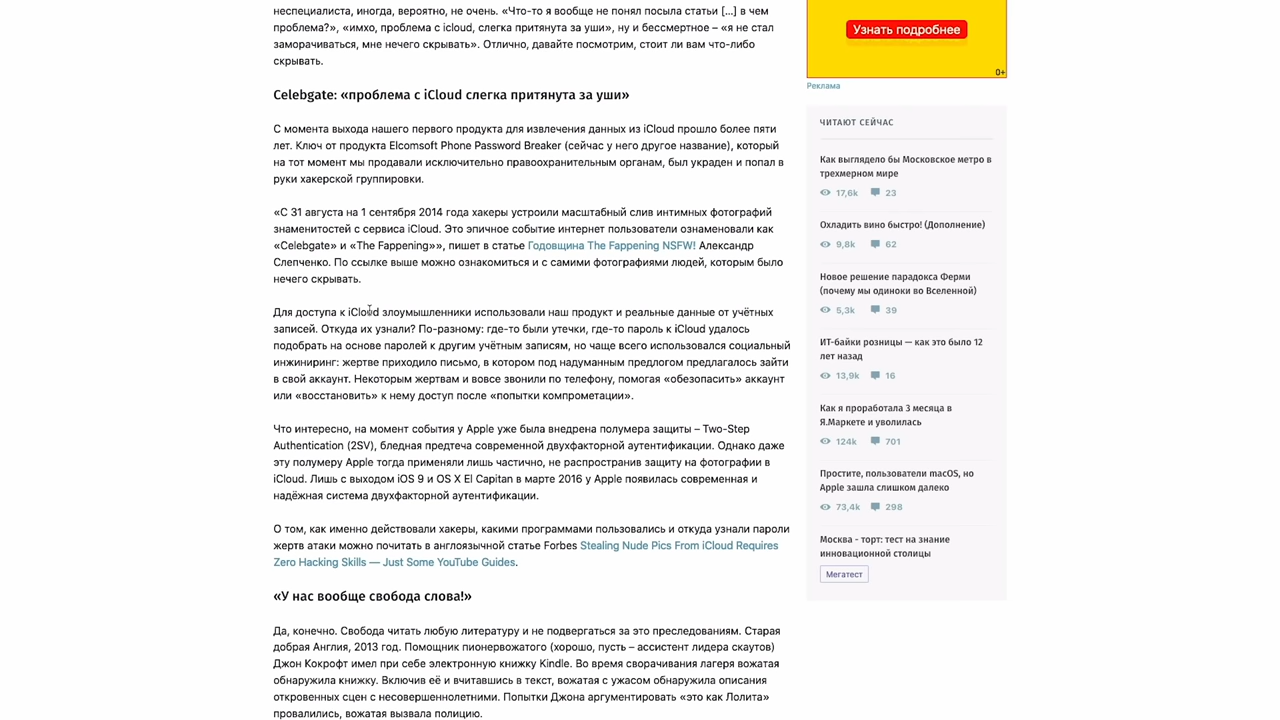 неспециалиста, иногда, вероятно, не очень. «Что-то я вообще не понял посыла статьи [...] в чем
проблема?», «имхо, проблема с icloud, слегка притянута за уши», ну и бессмертное – «я не стал
заморачиваться, мне нечего скрывать». Отлично, давайте посмотрим, стоит ли вам что-либо
скрывать.
Celebgate: «проблема с iCloud слегка притянута за уши»
С момента выхода нашего первого продукта для извлечения данных из iCloud прошло более пяти
лет. Ключ от продукта Elcomsoft Phone Password Breaker (сейчас у него другое название), который
на тот момент мы продавали исключительно правоохранительным органам, был украден и попал в
руки хакерской группировки.
«С 31 августа на 1 сентября 2014 года хакеры устроили масштабный слив интимных фотографий
знаменитостей с сервиса iCloud. Это эпичное событие интернет пользователи ознаменовали как
«Celebgate» и «The Fappening»», пишет в статье Годовщина The Fappening NSFW! Александр
Слепченко. По ссылке выше можно ознакомиться и с самими фотографиями людей, которым было
нечего скрывать.
Для доступа к iCloud злоумышленники использовали наш продукт и реальные данные от учётных
записей. Откуда их узнали? По-разному: где-то были утечки, где-то пароль к iCloud удалось
подобрать на основе паролей к другим учётным записям, но чаще всего использовался социальный
инжиниринг: жертве приходило письмо, в котором под надуманным предлогом предлагалось зайти
в свой аккаунт. Некоторым жертвам и вовсе звонили по телефону, помогая «обезопасить» аккаунт
или «восстановить» к нему доступ после «попытки компрометации».
Что интересно, на момент события у Apple уже была внедрена полумера защиты – Two-Step
Authentication (2SV), бледная предтеча современной двухфакторной аутентификации. Однако даже
эту полумеру Apple тогда применяли лишь частично, не распространив защиту на фотографии в
iCloud. Лишь с выходом iOS 9 и OS X El Capitan в марте 2016 у Apple появилась современная и
надёжная система двухфакторной аутентификации.
О том, как именно действовали хакеры, какими программами пользовались и откуда узнали пароли
жертв атаки можно почитать в англоязычной статье Forbes Stealing Nude Pics From iCloud Requires
Zero Hacking Skills — Just Some YouTube Guides.
«У нас вообще свобода слова!»
Да, конечно. Свобода читать любую литературу и не подвергаться за это преследованиям. Старая
добрая Англия, 2013 год. Помощник пионервожатого (хорошо, пусть – ассистент лидера скаутов)
Джон Кокрофт имел при себе электронную книжку Kindle. Во время сворачивания лагеря вожатая
обнаружила книжку. Включив её и вчитавшись в текст, вожатая с ужасом обнаружила описания
откровенных сцен с несовершеннолетними. Попытки Джона аргументировать «это как Лолита»
провалились, вожатая вызвала полицию.
Узнать подробнее
0+
Реклама
ЧИТАЮТ СЕЙЧАС
Как выглядело бы Московское метро в
трехмерном мире
17,6k 23
Охладить вино быстро! (Дополнение)
9,8k 62
Новое решение парадокса Ферми
(почему мы одиноки во Вселенной)
5,3k 39
ИТ-байки розницы — как это было 12
лет назад
13,9k 16
Как я проработала 3 месяца в
Я.Маркете и уволилась
124k 701
Простите, пользователи macOS, но
Apple зашла слишком далеко
73,4k 298
Москва - торт: тест на знание
инновационной столицы
Мегатест